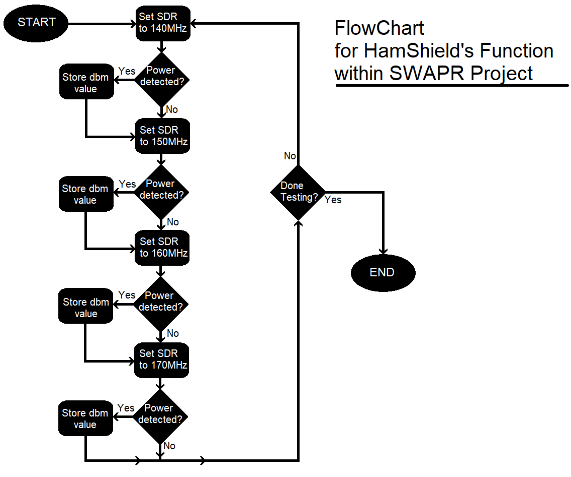 START
Set SDR
to 140MHz
FlowChart
for HamShield's Function
within SWAPR Project
Power
detected?
Yes
Store dbm
value
No
Set SDR
to 150MHz
Power
detected?
Yes
Store dbm
value
No
Set SDR
to 160MHz
Power
detected?
Yes
Store dbm
value
No
Set SDR
to 170MHz
Power
detected?
Yes
Store dbm
value
No
No
Done
Testing?
Yes
END